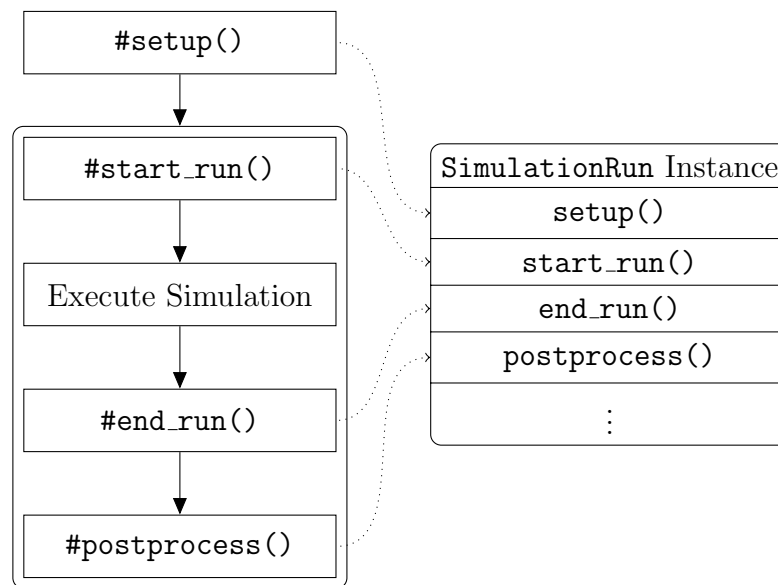 #setup()
#start_run()
Execute Simulation
#end_run()
#postprocess()
SimulationRun Instance
setup()
start_run()
end_run()
postprocess()
⋮